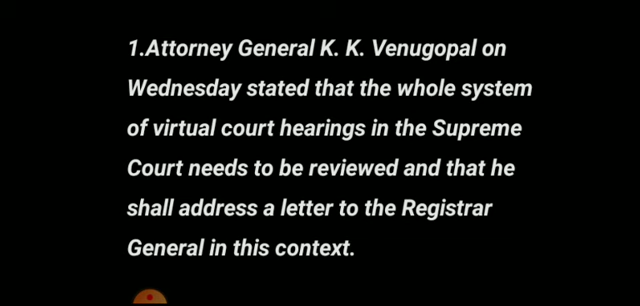 1.Attorney General K. K. Venugopal on
Wednesday stated that the whole system
of virtual court hearings in the Supreme
Court needs to be reviewed and that he
shall address a letter to the Registrar
General in this context.